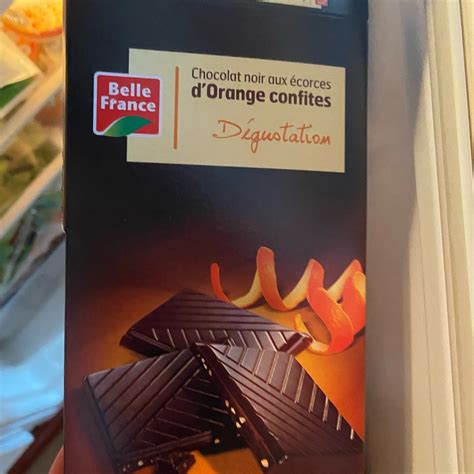 Belle
France
Chocolat noir aux écorces
d'Orange confites
Dégustation